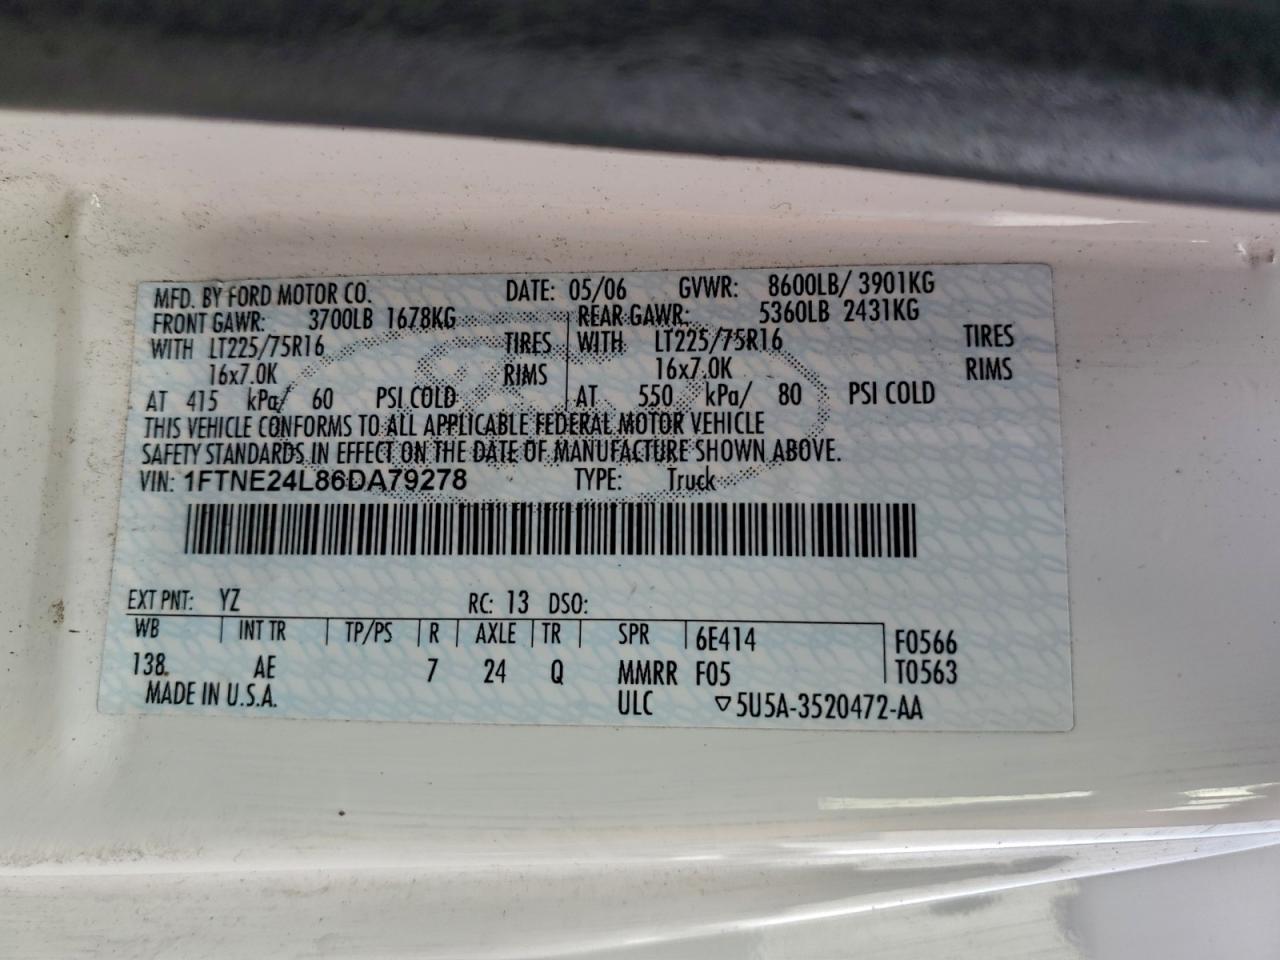 MFD. BY FORD MOTOR CO. DATE: 05/06 GVWR: 8600LB/ 3901KG
FRONT GAWR: 3700LB 1678KG REAR GAWR: 5360LB 2431KG
WITH LT225/75R16 TIRES WITH LT225/75R16 TIRES
16x7.0K RIMS 16x7.0K RIMS
AT 415 kPa/ 60 PSI COLD AT 550 kPa/ 80 PSI COLD
THIS VEHICLE CONFORMS TO ALL APPLICABLE FEDERAL MOTOR VEHICLE
SAFETY STANDARDS IN EFFECT ON THE DATE OF MANUFACTURE SHOWN ABOVE.
VIN: 1FTNE24L86DA79278 TYPE: Truck
EXT PNT: YZ RC: 13 DSO:
WB INT TR TP/PS R AXLE TR SPR 6E414 F0566
138. AE 7 24 Q MMRR F05 T0563
MADE IN U.S.A. ULC ▽5U5A-3520472-AA